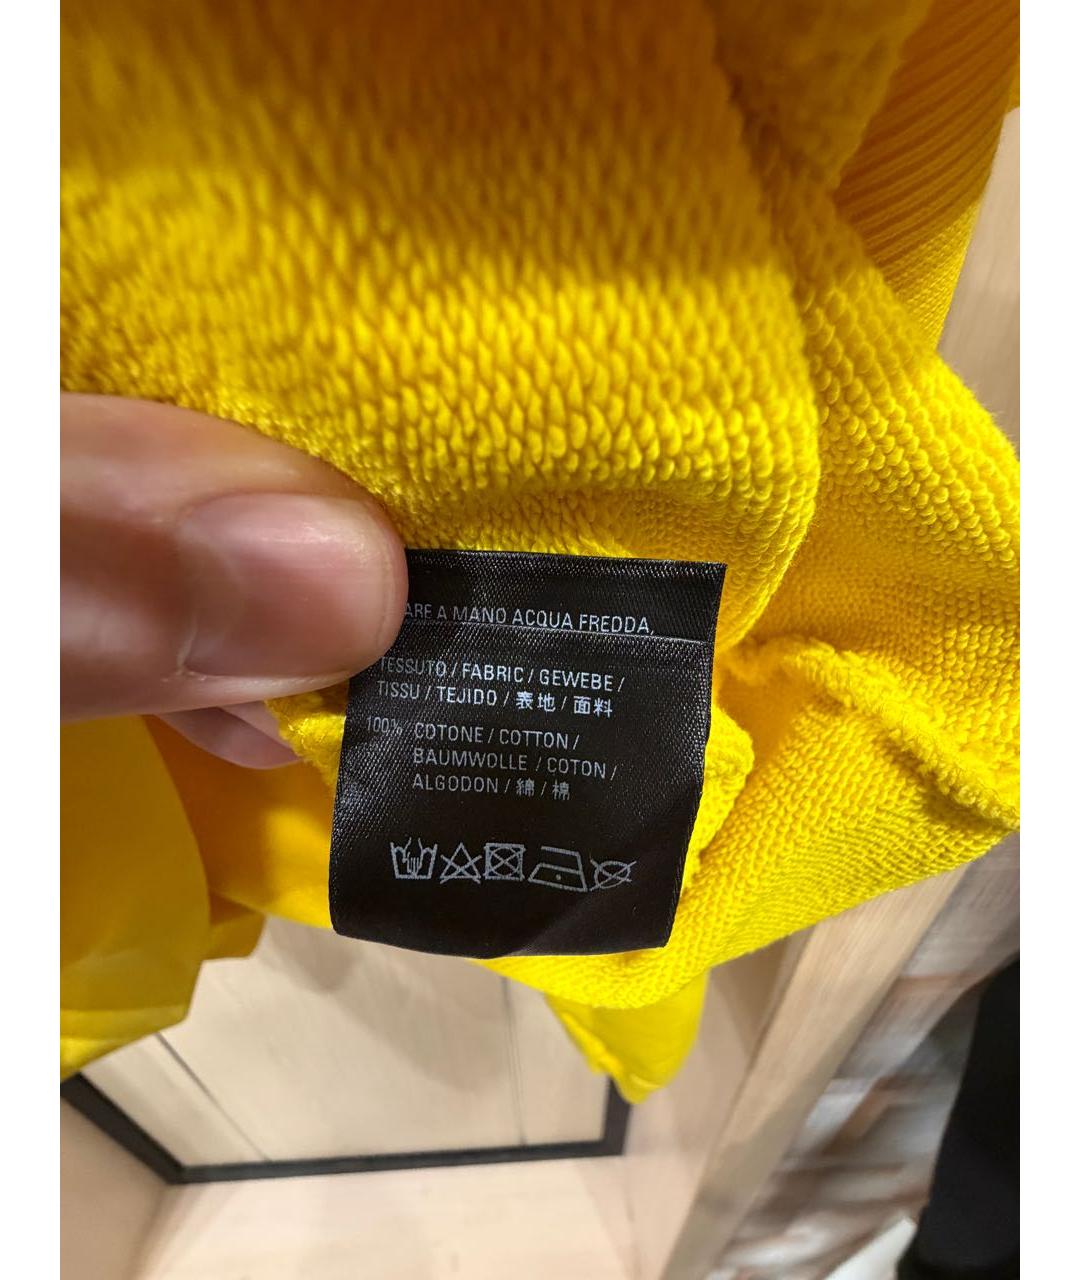 ARE A MANO ACQUA FREDDA,
TESSUTO / FABRIC / GEWEBE /
TISSU / TEJIDO / 表地 / 面料
100% COTONE / COTTON /
BAUMWOLLE / COTON /
ALGODON / 綿 / 棉